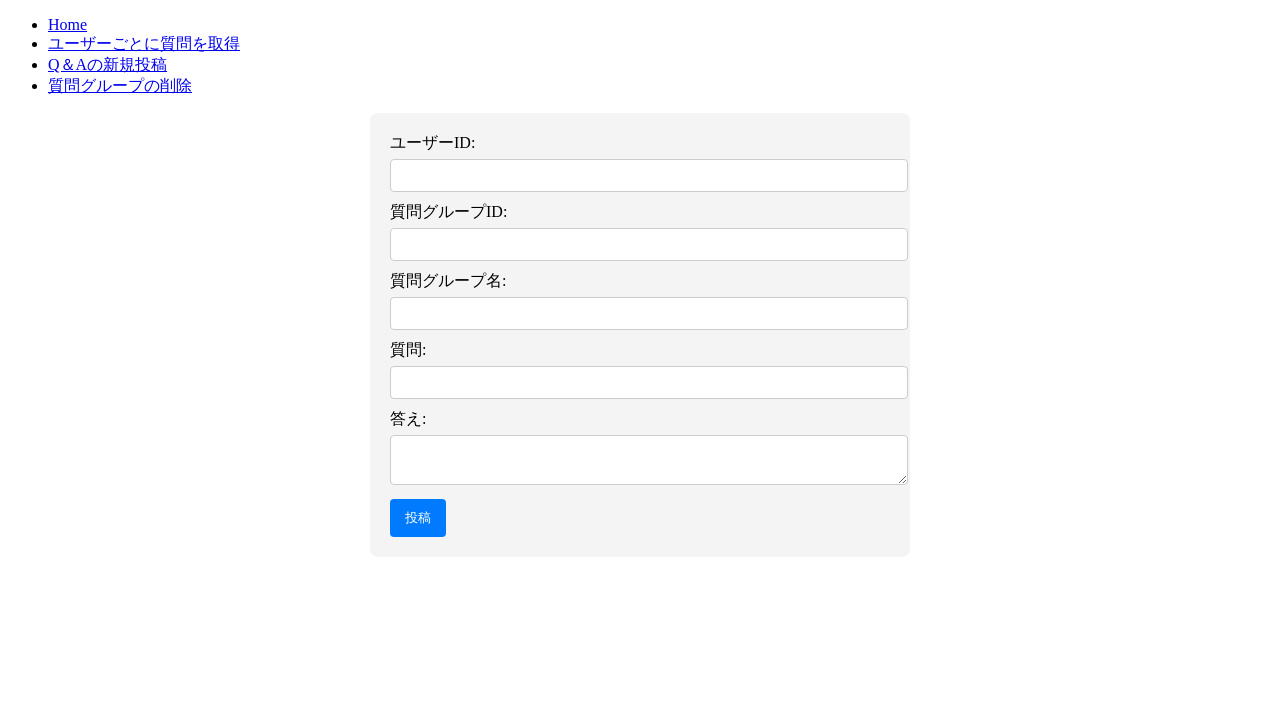 Home
ユーザーごとに質問を取得
Q＆Aの新規投稿
質問グループの削除
ユーザーID:
質問グループID:
質問グループ名:
質問:
答え:
投稿